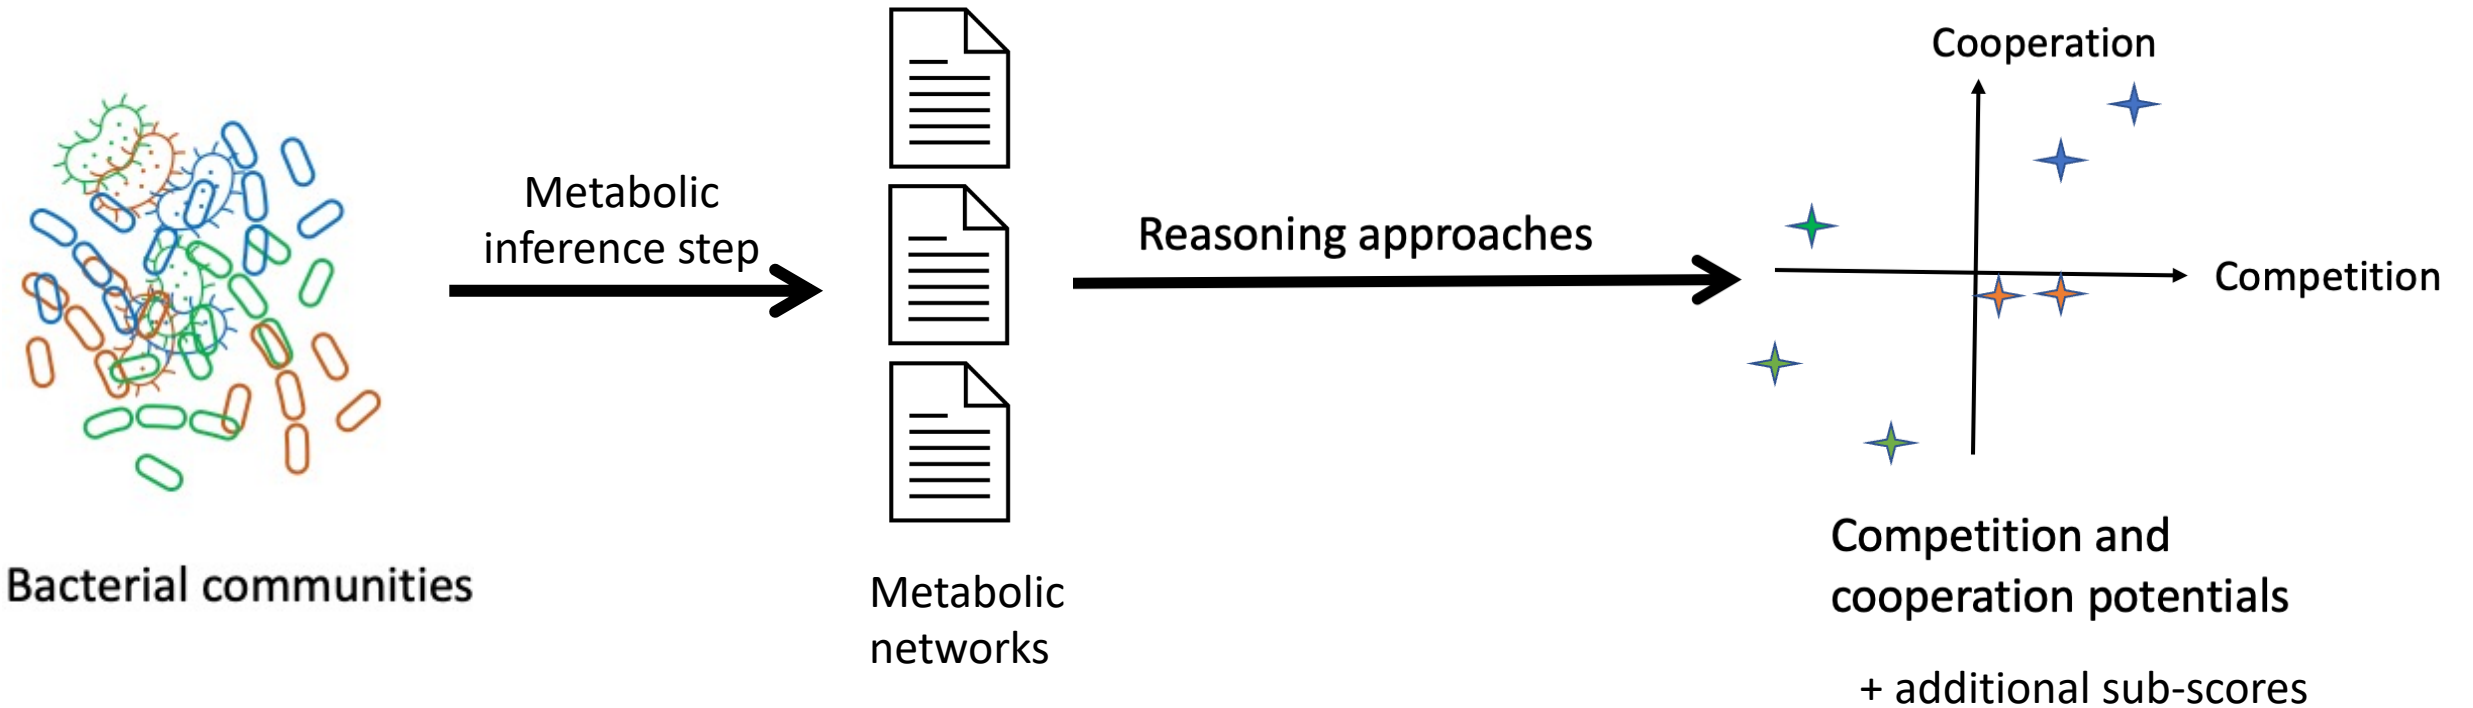 Bacterial communities
Metabolic
inference step
Metabolic
networks
Reasoning approaches
Cooperation
Competition
Competition and
cooperation potentials
+ additional sub-scores